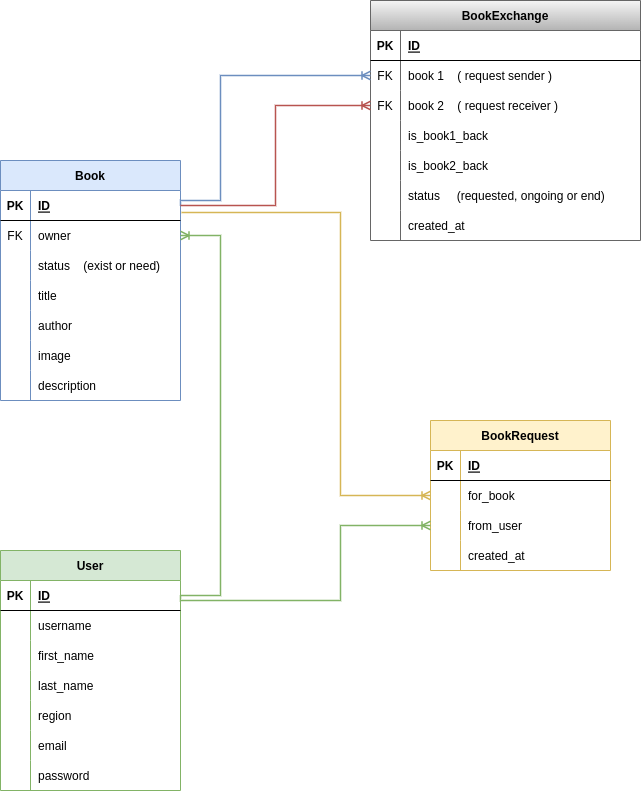 BookExchange
PK ID
FK book 1 ( request sender )
FK book 2 ( request receiver )
is_book1_back
is_book2_back
status (requested, ongoing or end)
created_at
Book
PK ID
FK owner
status (exist or need)
title
author
image
description
BookRequest
PK ID
for_book
from_user
created_at
User
PK ID
username
first_name
last_name
region
email
password